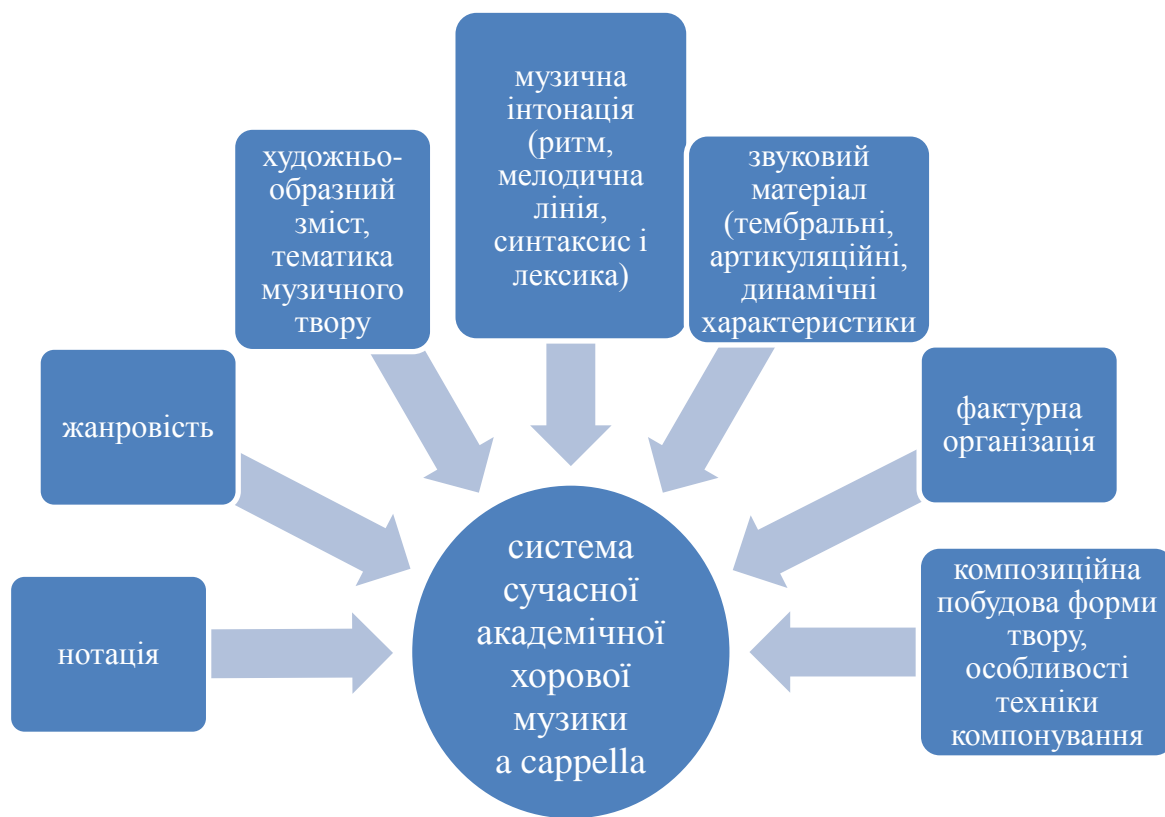 музична
інтонація
(ритм,
мелодична
лінія,
синтаксис і
лексика)
художньо-
образний
зміст,
тематика
музичного
твору
звуковий
матеріал
(тембральні,
артикуляційні,
динамічні
характеристики
жанровість
фактурна
організація
нотація
система
сучасної
академічної
хорової
музики
a cappella
композиційна
побудова форми
твору,
особливості
техніки
компонування